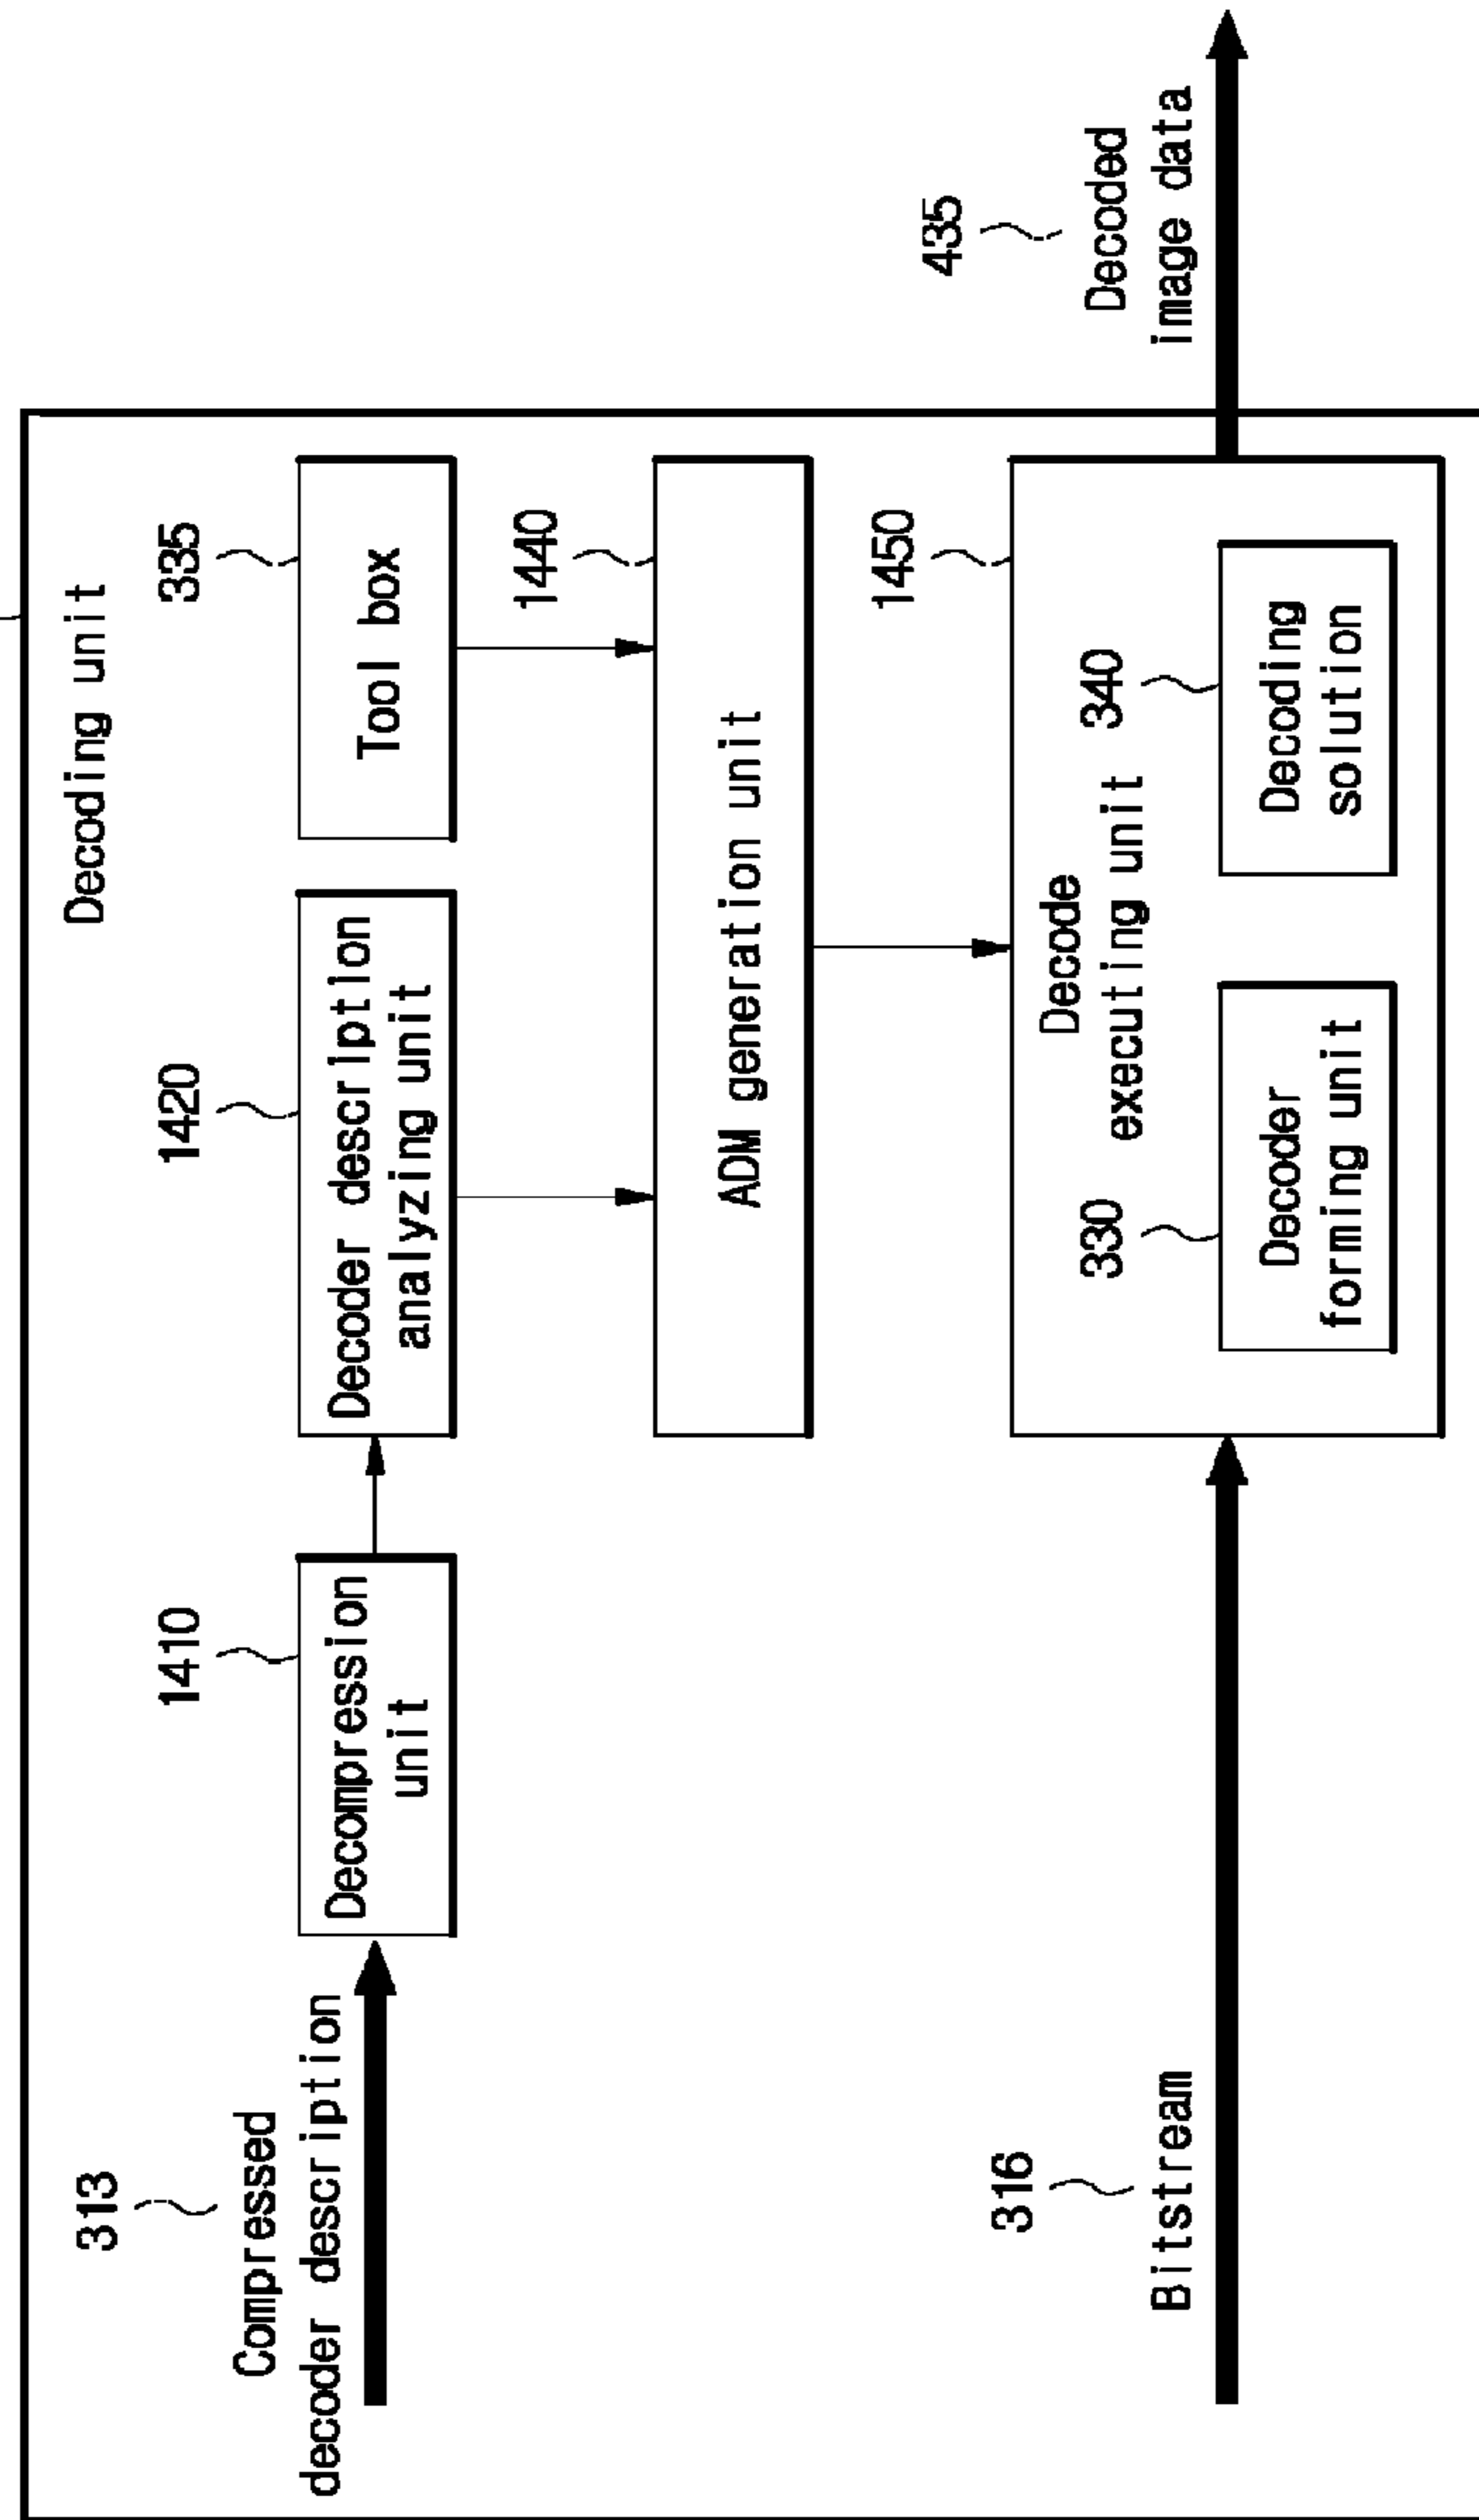 Decoding unit
313
Compressed
decoder description
1410
Decompression
unit
1420
Decoder description
analyzing unit
335
Tool box
1440
ADM generation unit
1450
Decode
executing unit
330
Decoder
forming unit
340
Decoding
solution
316
Bitstream
435
Decoded
image data